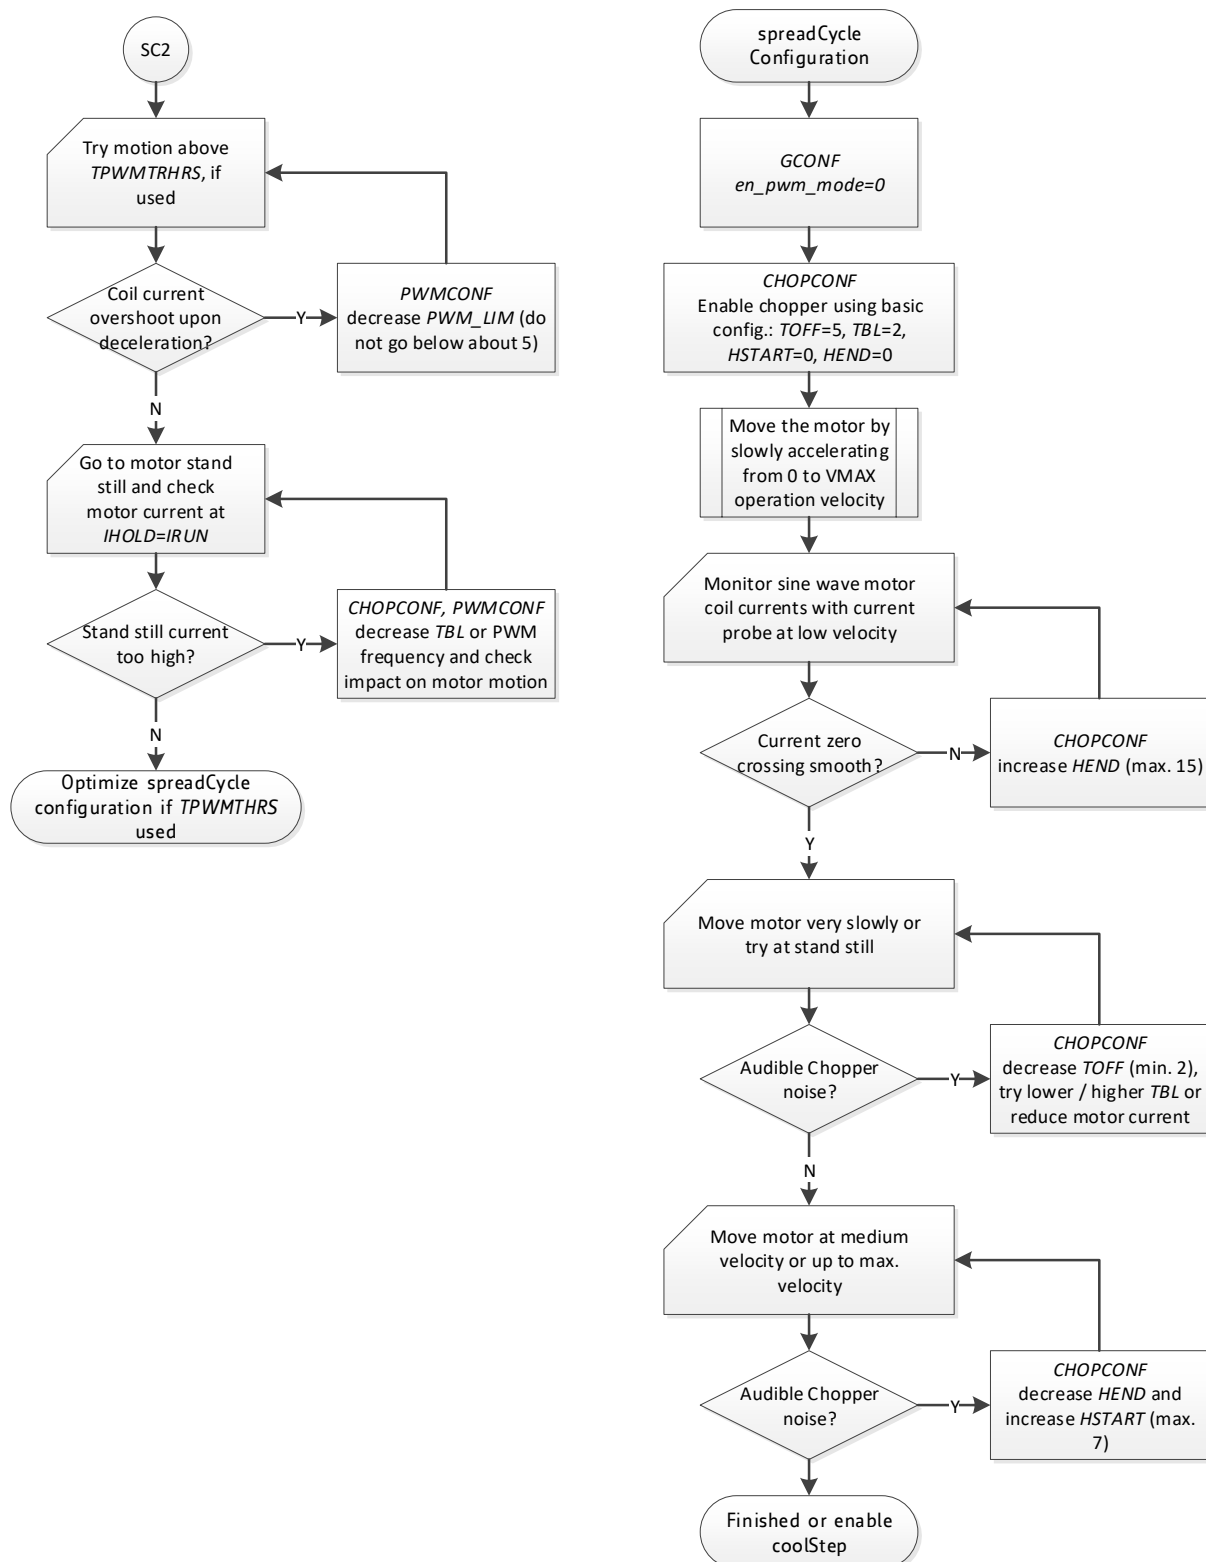 SC2
Try motion above
TPWMTRHRS, if
used
Coil current
overshoot upon
deceleration?
Y
PWMCONF
decrease PWM_LIM (do
not go below about 5)
N
Go to motor stand
still and check
motor current at
IHOLD=IRUN
Stand still current
too high?
Y
CHOPCONF, PWMCONF
decrease TBL or PWM
frequency and check
impact on motor motion
N
Optimize spreadCycle
configuration if TPWMTHRS
used
spreadCycle
Configuration
GCONF
en_pwm_mode=0
CHOPCONF
Enable chopper using basic
config.: TOFF=5, TBL=2,
HSTART=0, HEND=0
Move the motor by
slowly accelerating
from 0 to VMAX
operation velocity
Monitor sine wave motor
coil currents with current
probe at low velocity
Current zero
crossing smooth?
N
CHOPCONF
increase HEND (max. 15)
Y
Move motor very slowly or
try at stand still
Audible Chopper
noise?
Y
CHOPCONF
decrease TOFF (min. 2),
try lower / higher TBL or
reduce motor current
N
Move motor at medium
velocity or up to max.
velocity
Audible Chopper
noise?
Y
CHOPCONF
decrease HEND and
increase HSTART (max.
7)
Finished or enable
coolStep